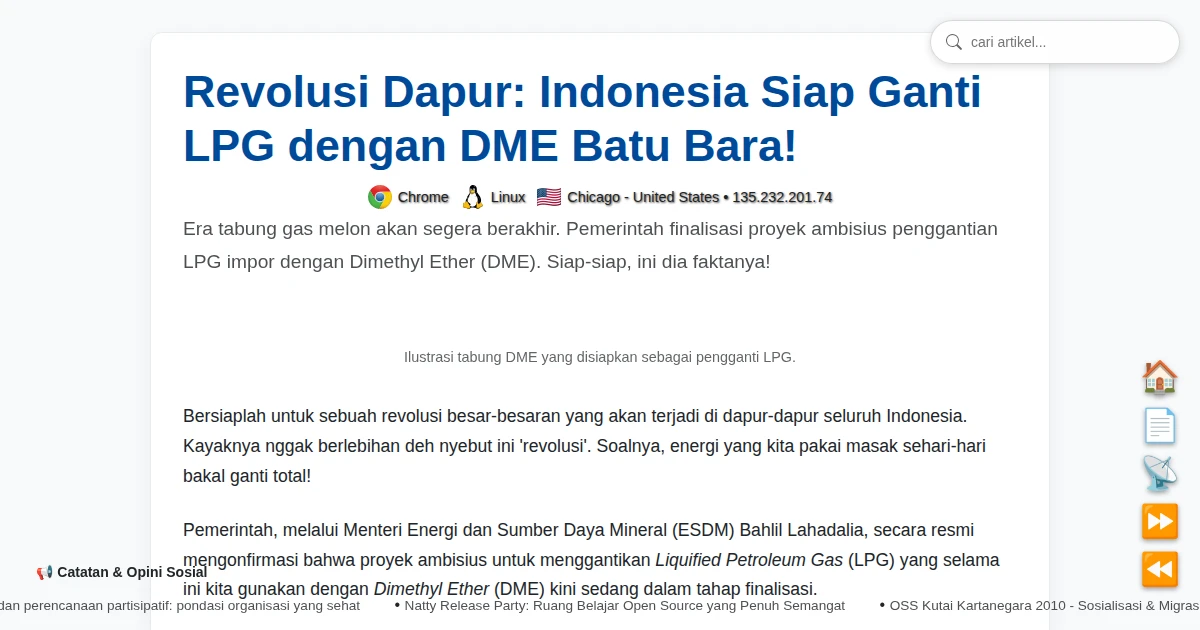 cari artikel...
Revolusi Dapur: Indonesia Siap Ganti
LPG dengan DME Batu Bara!
Chrome Linux Chicago - United States • 135.232.201.74
Era tabung gas melon akan segera berakhir. Pemerintah finalisasi proyek ambisius penggantian
LPG impor dengan Dimethyl Ether (DME). Siap-siap, ini dia faktanya!
Ilustrasi tabung DME yang disiapkan sebagai pengganti LPG.
Bersiaplah untuk sebuah revolusi besar-besaran yang akan terjadi di dapur-dapur seluruh Indonesia.
Kayaknya nggak berlebihan deh nyebut ini 'revolusi'. Soalnya, energi yang kita pakai masak sehari-hari
bakal ganti total!
Pemerintah, melalui Menteri Energi dan Sumber Daya Mineral (ESDM) Bahlil Lahadalia, secara resmi
mengonfirmasi bahwa proyek ambisius untuk menggantikan Liquified Petroleum Gas (LPG) yang selama
ini kita gunakan dengan Dimethyl Ether (DME) kini sedang dalam tahap finalisasi.
📢 Catatan & Opini Sosial
dan perencanaan partisipatif: pondasi organisasi yang sehat • Natty Release Party: Ruang Belajar Open Source yang Penuh Semangat • OSS Kutai Kartanegara 2010 - Sosialisasi & Migras